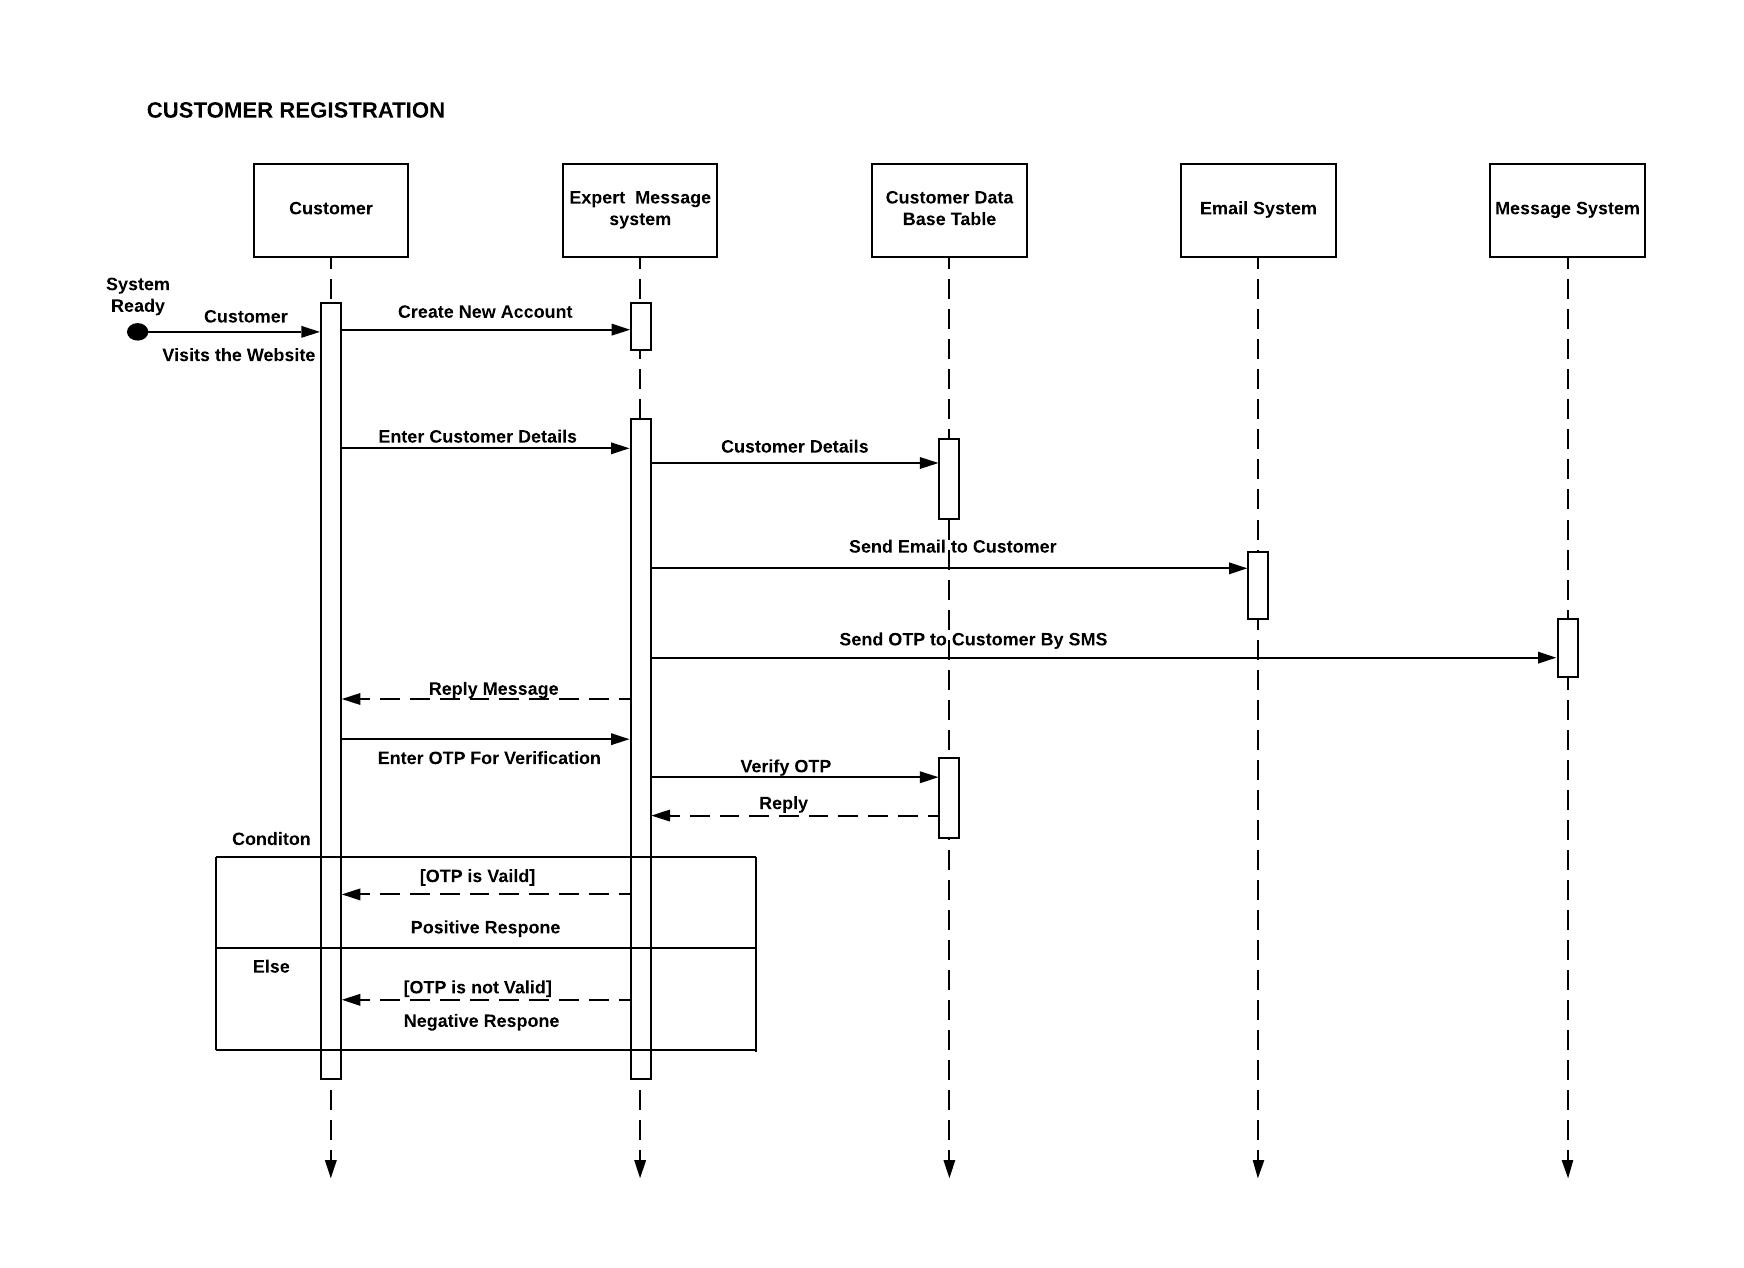 CUSTOMER REGISTRATION
Customer
Expert  Message
system
Customer Data
Base Table
Email System
Message System
System
Ready
Customer
Visits the Website
Create New Account
Enter Customer Details
Customer Details
Send Email to Customer
Send OTP to Customer By SMS
Reply Message
Enter OTP For Verification
Verify OTP
Reply
Conditon
[OTP is Vaild]
Positive Respone
Else
[OTP is not Valid]
Negative Respone